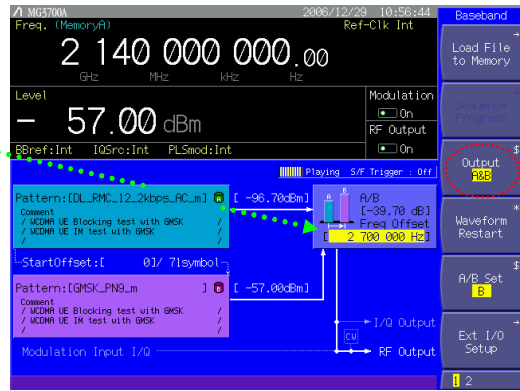 MG3700A 2006/12/29 10:56:44
Freq. (MemoryA) Ref-Clk Int
2 140 000 000.00
GHz MHz kHz Hz
Level
- 57.00 dBm
Modulation
On
RF Output
On
BBref:Int IQSrc:Int PLSmod:Int
Playing S/F Trigger : Off
Pattern:[DL_RMC_12_2kbps_AC_m] A [ -96.70dBm]
Comment
/ WCDMA UE Blocking test with GMSK /
/ WCDMA UE IM test with GMSK /
/ /
A B
A/B
[-39.70 dB]
Freq Offset
[ 2 700 000 Hz]
StartOffset:[ 0]/ 71symbol
Pattern:[GMSK_PN9_m ] B [ -57.00dBm]
Comment
/ WCDMA UE Blocking test with GMSK /
/ WCDMA UE IM test with GMSK /
/ /
I/Q Output
CW
Modulation Input I/Q
RF Output
Baseband
→
Load File
to Memory
Sequence
Progress
$
Output
A&B
*
Waveform
Restart
$
A/B Set
B
→
Ext I/O
Setup
1 2